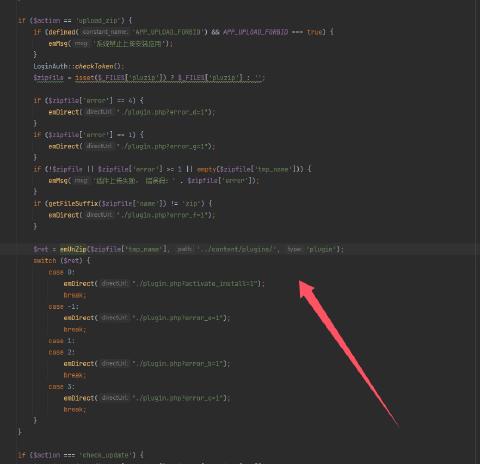 if ($action == 'upload_zip') {
if (defined( constant_name: 'APP_UPLOAD_FORBID') && APP_UPLOAD_FORBID === true) {
emMsg( msg: '系统禁止上传安装应用');
}
LoginAuth::checkToken();
$zipfile = isset($_FILES['pluzip']) ? $_FILES['pluzip'] : '';
if ($zipfile['error'] == 4) {
emDirect( directUrl: "./plugin.php?error_d=1");
}
if ($zipfile['error'] == 1) {
emDirect( directUrl: "./plugin.php?error_g=1");
}
if (!$zipfile || $zipfile['error'] >= 1 || empty($zipfile['tmp_name'])) {
emMsg( msg: '插件上传失败， 错误码：' . $zipfile['error']);
}
if (getFileSuffix($zipfile['name']) != 'zip') {
emDirect( directUrl: "./plugin.php?error_f=1");
}
$ret = emUnZip($zipfile['tmp_name'], path: '../content/plugins/', type: 'plugin');
switch ($ret) {
case 0:
emDirect( directUrl: "./plugin.php?activate_install=1");
break;
case -1:
emDirect( directUrl: "./plugin.php?error_e=1");
break;
case 1:
case 2:
emDirect( directUrl: "./plugin.php?error_b=1");
break;
case 3:
emDirect( directUrl: "./plugin.php?error_c=1");
break;
}
}
if ($action === 'check_update') {